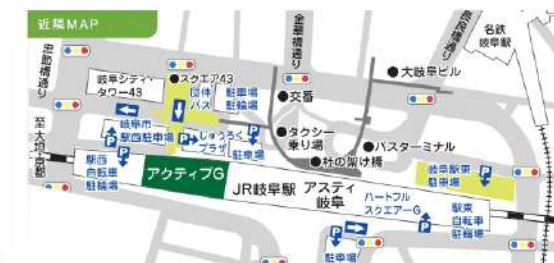 近隣MAP
忠節橋通り
金華橋通り
長良橋通り
名鉄
岐阜駅
岐阜シティ・
タワー43
スクエア43
団体
バス
駐車場
駐輪場
交番
大岐阜ビル
岐阜市
駅西駐車場
じゅうろく
プラザ
駐車場
タクシー
乗り場
バスターミナル
杜の架け橋
至大垣・京都
駅西
自転車
駐輪場
アクティブG
JR岐阜駅
アスティ
岐阜
岐阜駅東
駐車場
ハートフル
スクエアーG
駅東
自転車
駐輪場
駐車場
P
P
P
P
P
P
P